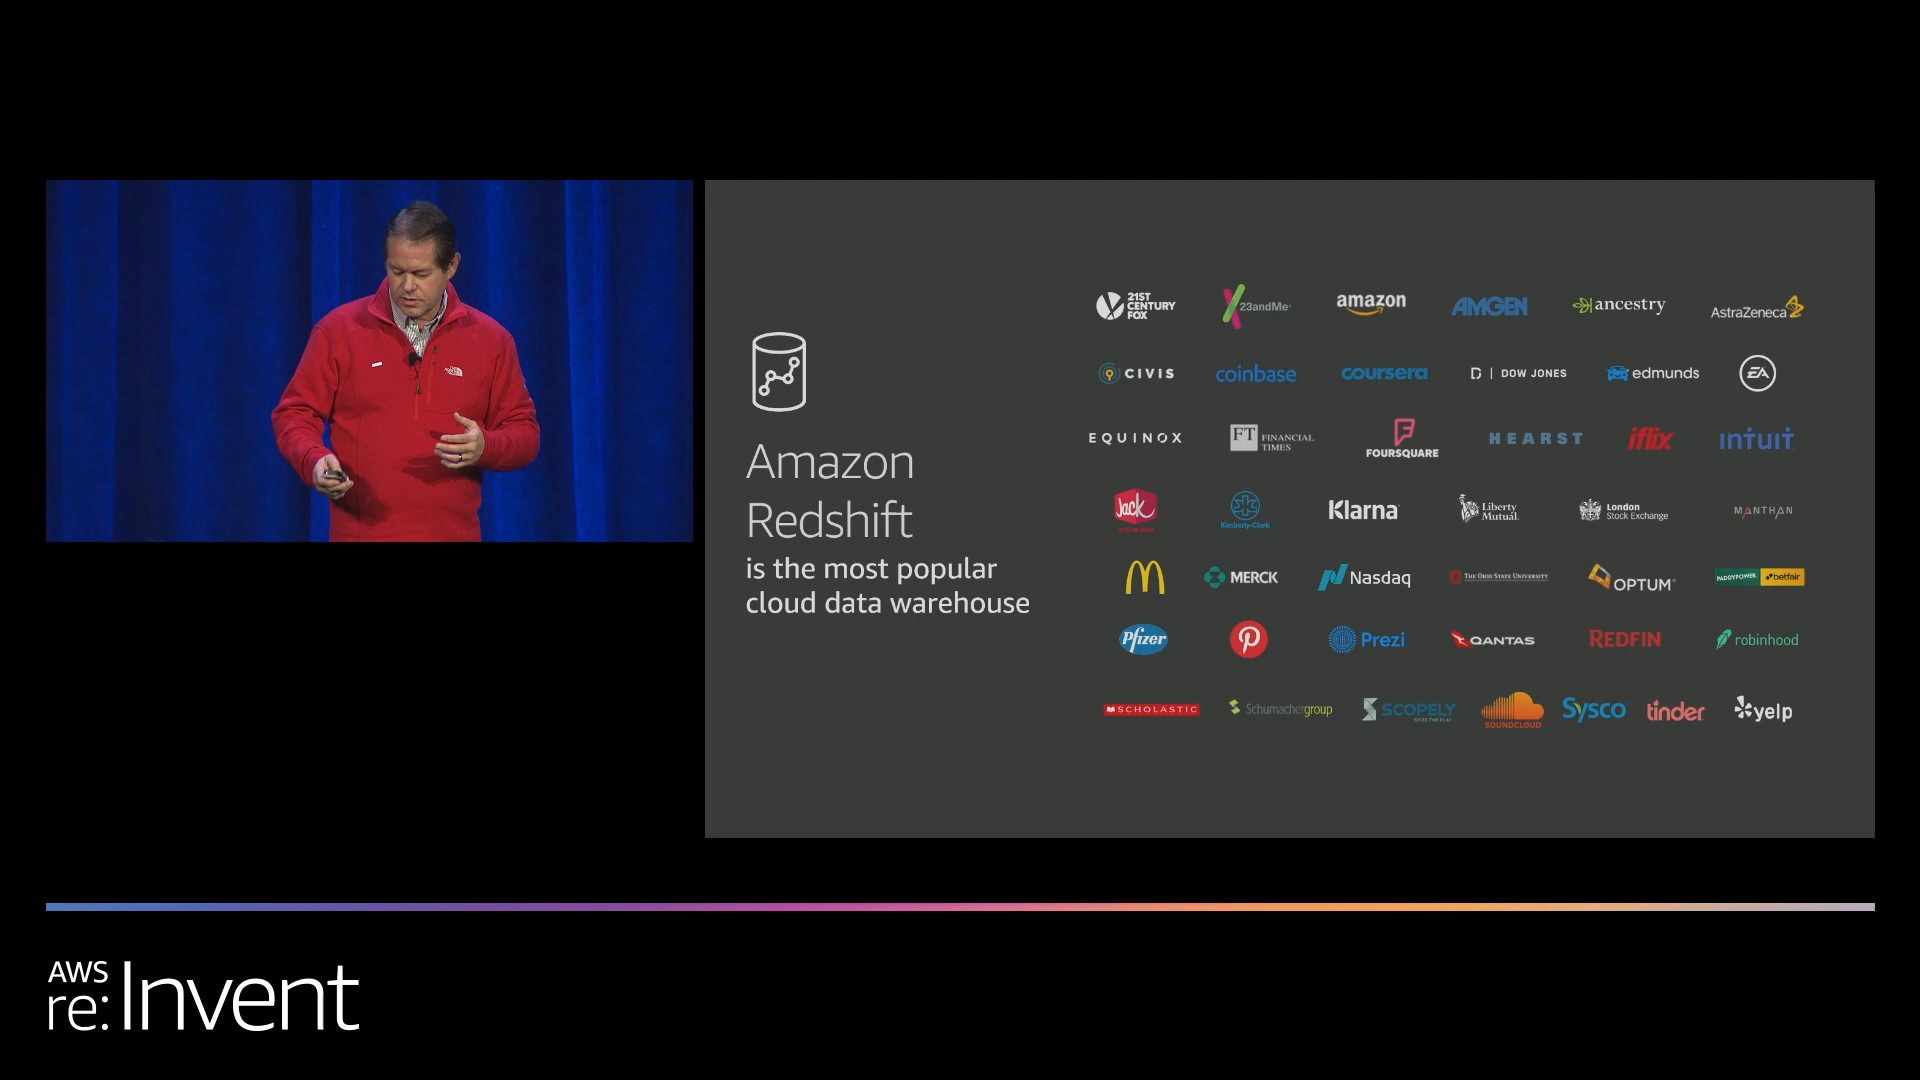 Amazon
Redshift
is the most popular
cloud data warehouse
21ST
CENTURY
FOX
23andMe
amazon
AMGEN
ancestry
AstraZeneca
CIVIS
coinbase
coursera
D | DOW JONES
edmunds
EA
EQUINOX
FT FINANCIAL
TIMES
FOURSQUARE
HEARST
iflix
intuit
Jack
Kimberly-Clark
Klarna
Liberty
Mutual.
London
Stock Exchange
MANTHAN
MERCK
Nasdaq
THE OHIO STATE UNIVERSITY
OPTUM®
PADDYPOWER betfair
Pfizer
Prezi
QANTAS
REDFIN
robinhood
SCHOLASTIC
Schumachergroup
SCOPELY
SOUNDCLOUD
Sysco
tinder
yelp
AWS
re:Invent